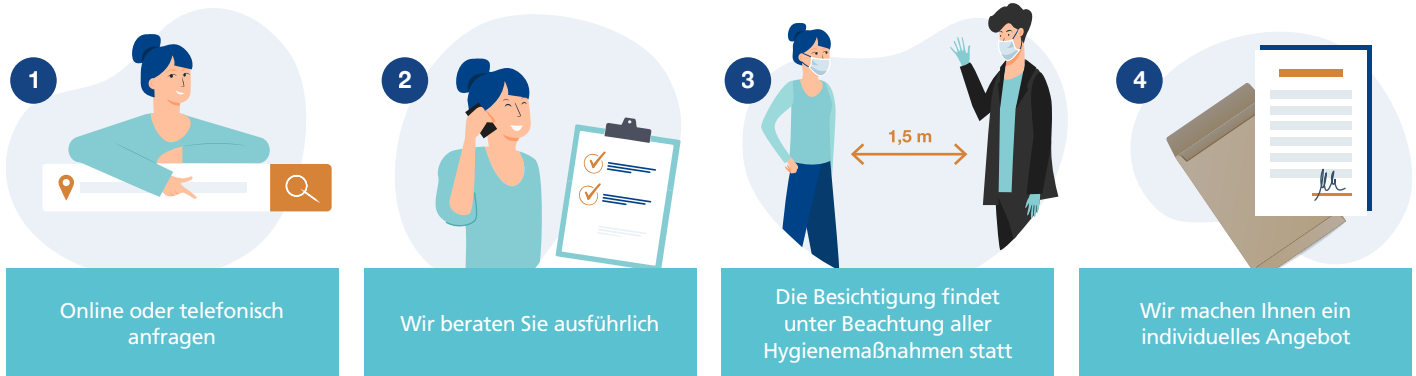 1
Online oder telefonisch
anfragen
2
Wir beraten Sie ausführlich
3
1,5 m
Die Besichtigung findet
unter Beachtung aller
Hygienemaßnahmen statt
4
Wir machen Ihnen ein
individuelles Angebot